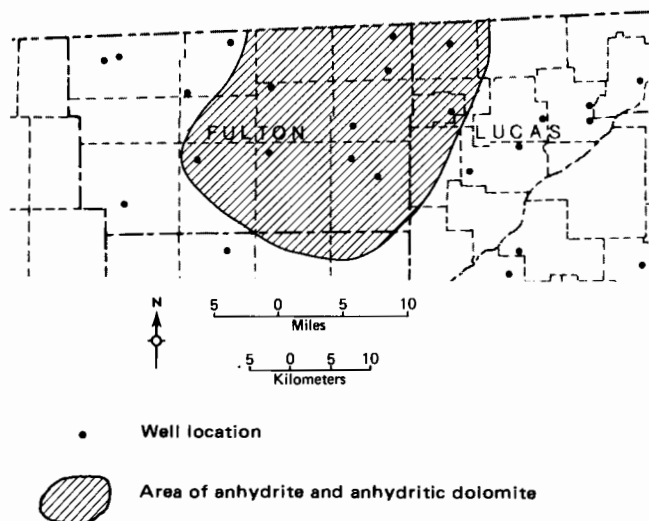 FULTON
LUCAS
N
5 0 5 10
Miles
5 0 5 10
Kilometers
Well location
Area of anhydrite and anhydritic dolomite